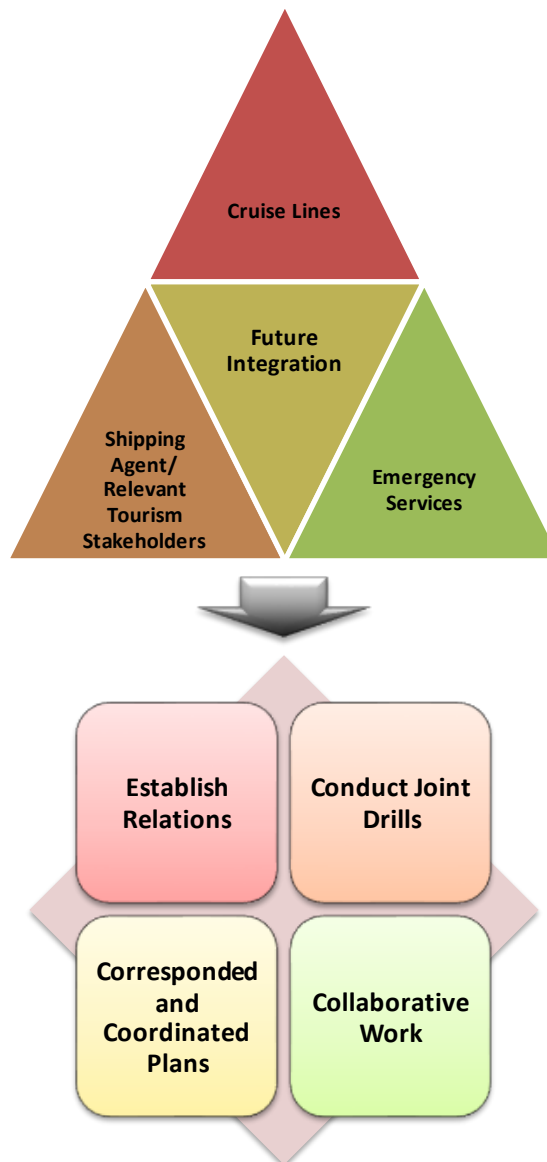 Cruise Lines
Future
Integration
Shipping
Agent/
Relevant
Tourism
Stakeholders
Emergency
Services
Establish
Relations
Conduct Joint
Drills
Corresponded
and
Coordinated
Plans
Collaborative
Work